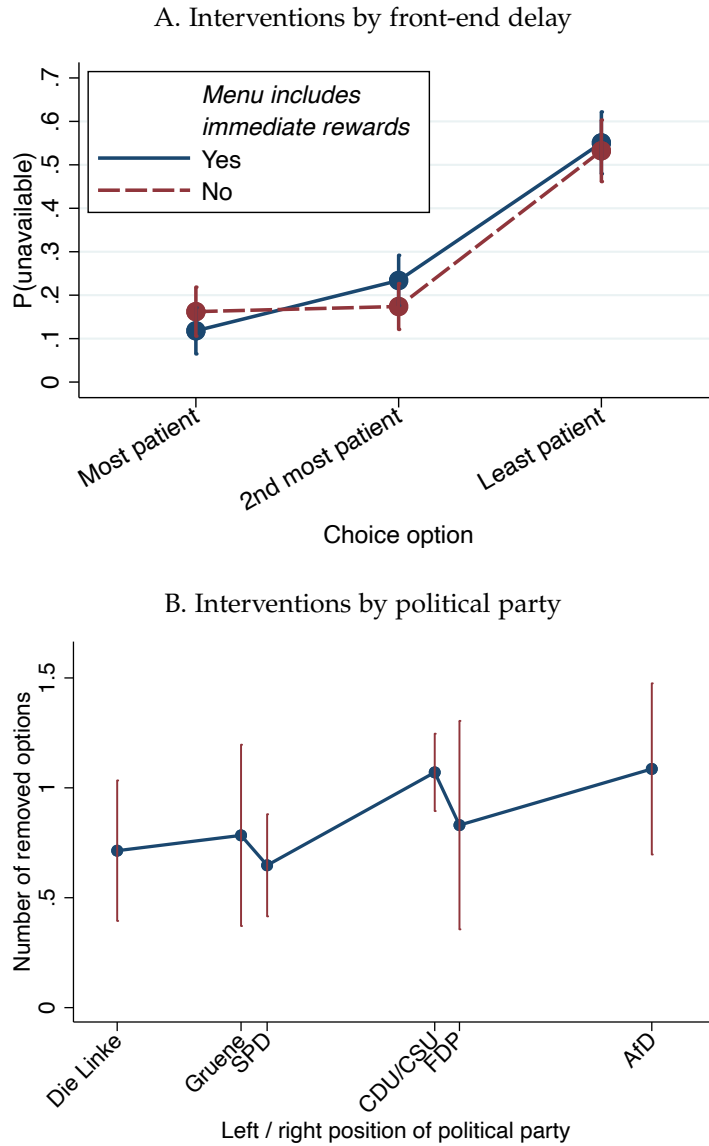 A. Interventions by front-end delay
P(unavailable)
.7
.6
.5
.4
.3
.2
.1
0
Menu includes
immediate rewards
Yes
No
Most patient
2nd most patient
Least patient
Choice option
B. Interventions by political party
Number of removed options
1.5
1
.5
0
Die Linke
Gruene
SPD
CDU/CSU
FDP
AfD
Left / right position of political party